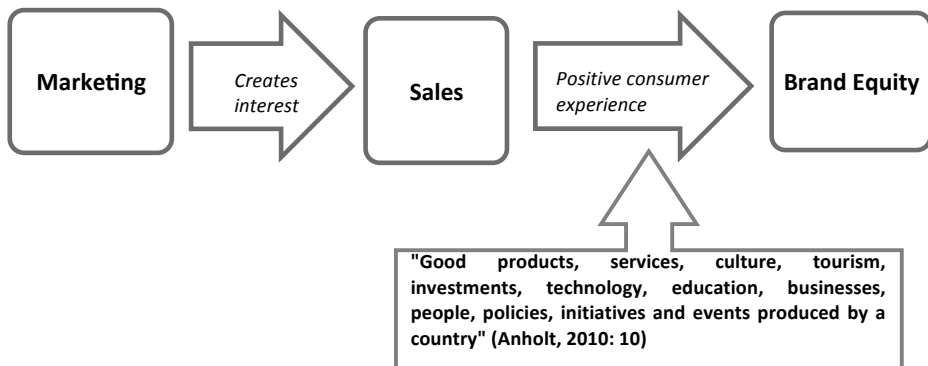 Marketing
Creates
interest
Sales
Positive consumer
experience
Brand Equity
"Good products, services, culture, tourism,
investments, technology, education, businesses,
people, policies, initiatives and events produced by a
country" (Anholt, 2010: 10)